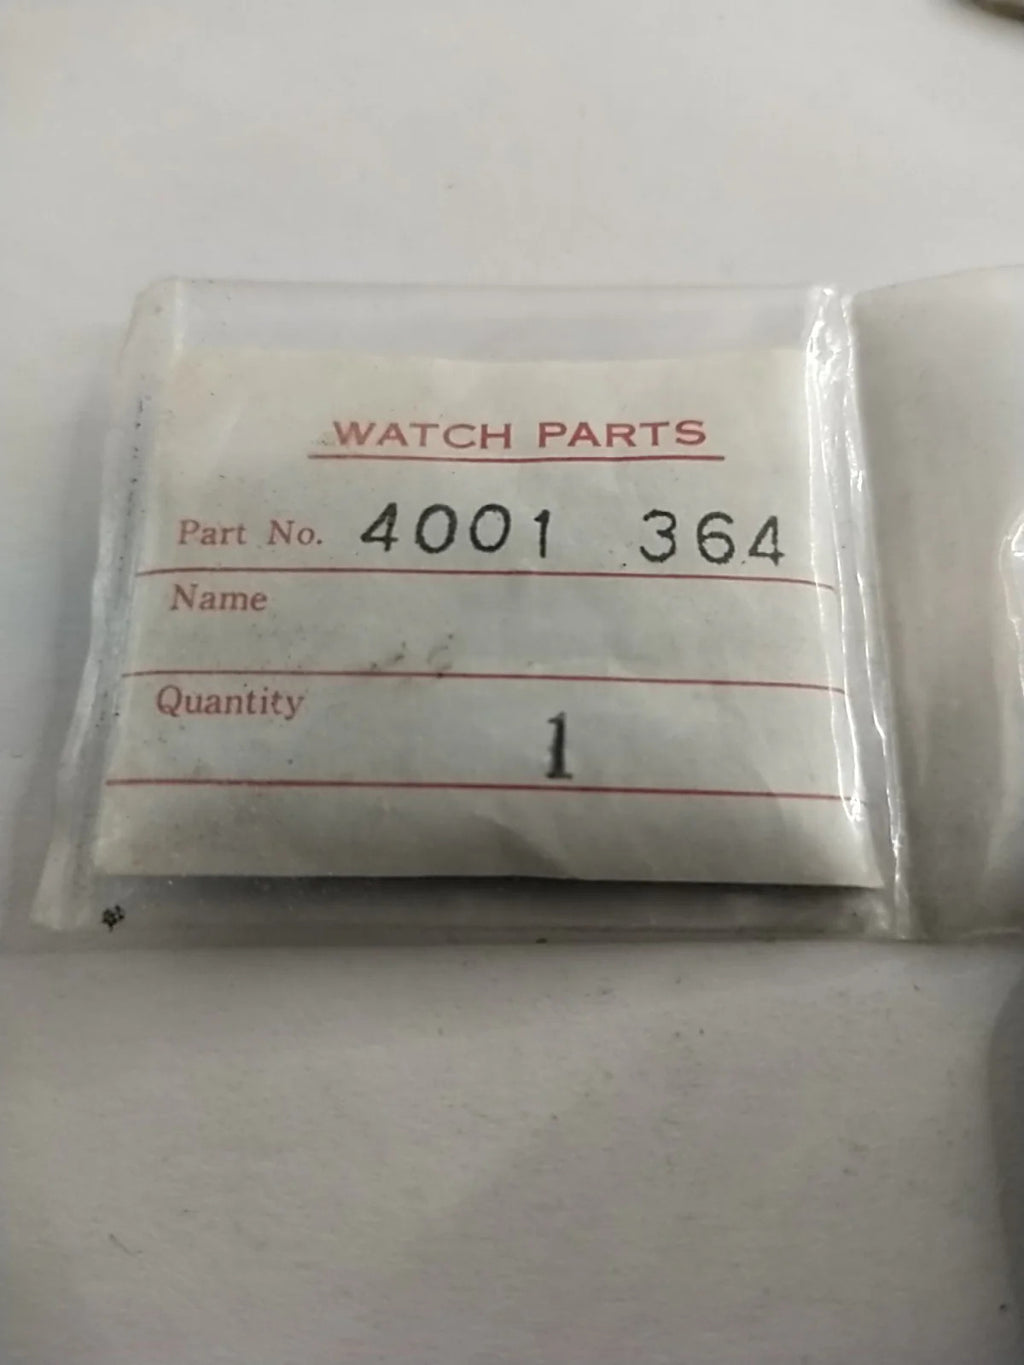 WATCH PARTS
Part No. 4001 364
Name
Quantity 1